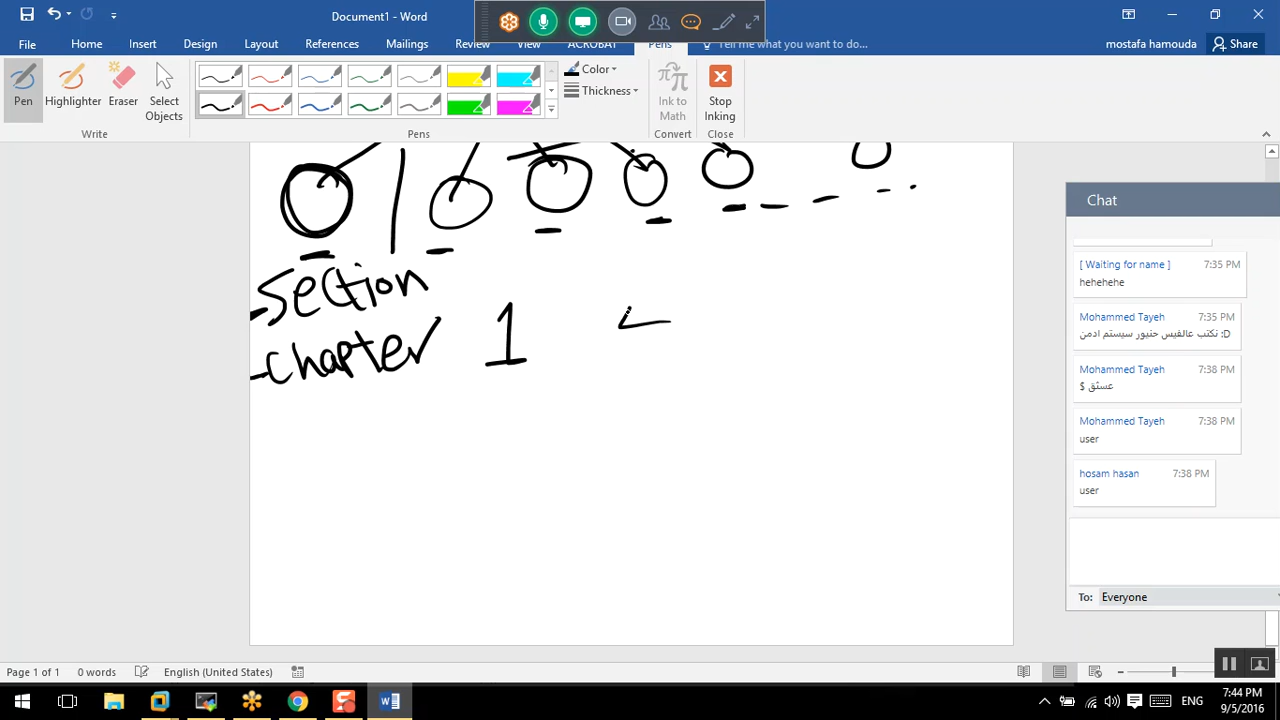 Document1 - Word
File
Home
Insert
Design
Layout
References
Mailings
Review
View
ACROBAT
Pens
Tell me what you want to do...
mostafa hamouda
Share
Pen
Highlighter
Eraser
Select Objects
Color
Thickness
Ink to Math
Stop Inking
Write
Pens
Convert
Close
- section
- chapter 1
Chat
[ Waiting for name ] 7:35 PM
hehehehe
Mohammed Tayeh 7:35 PM
نكتب عالفيس حنيور سيستم ادمن :D
Mohammed Tayeh 7:38 PM
عسثق $
Mohammed Tayeh 7:38 PM
user
hosam hasan 7:38 PM
user
To: Everyone
Page 1 of 1
0 words
English (United States)
ENG
7:44 PM
9/5/2016